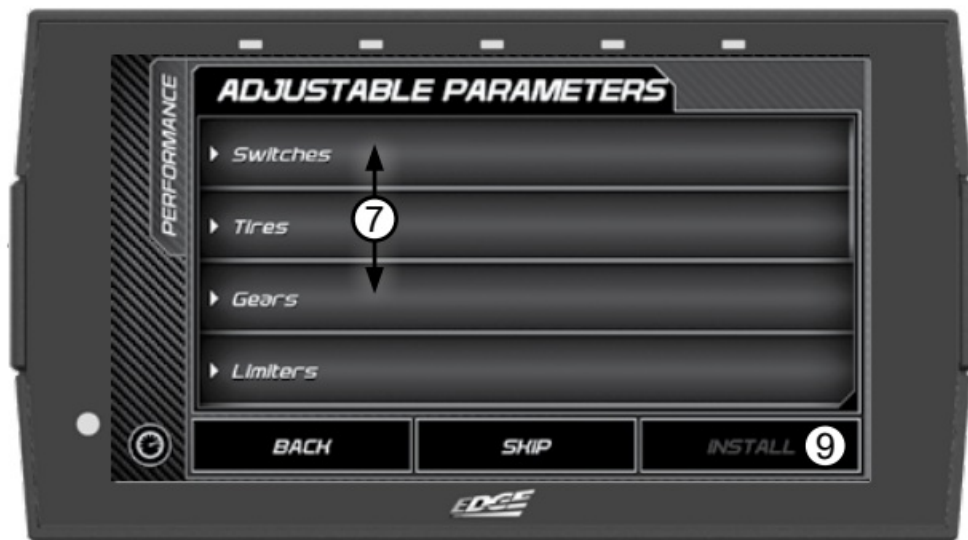 PERFORMANCE
ADJUSTABLE PARAMETERS
Switches
7
Tires
Gears
Limiters
BACK
SKIP
INSTALL 9
EDGE